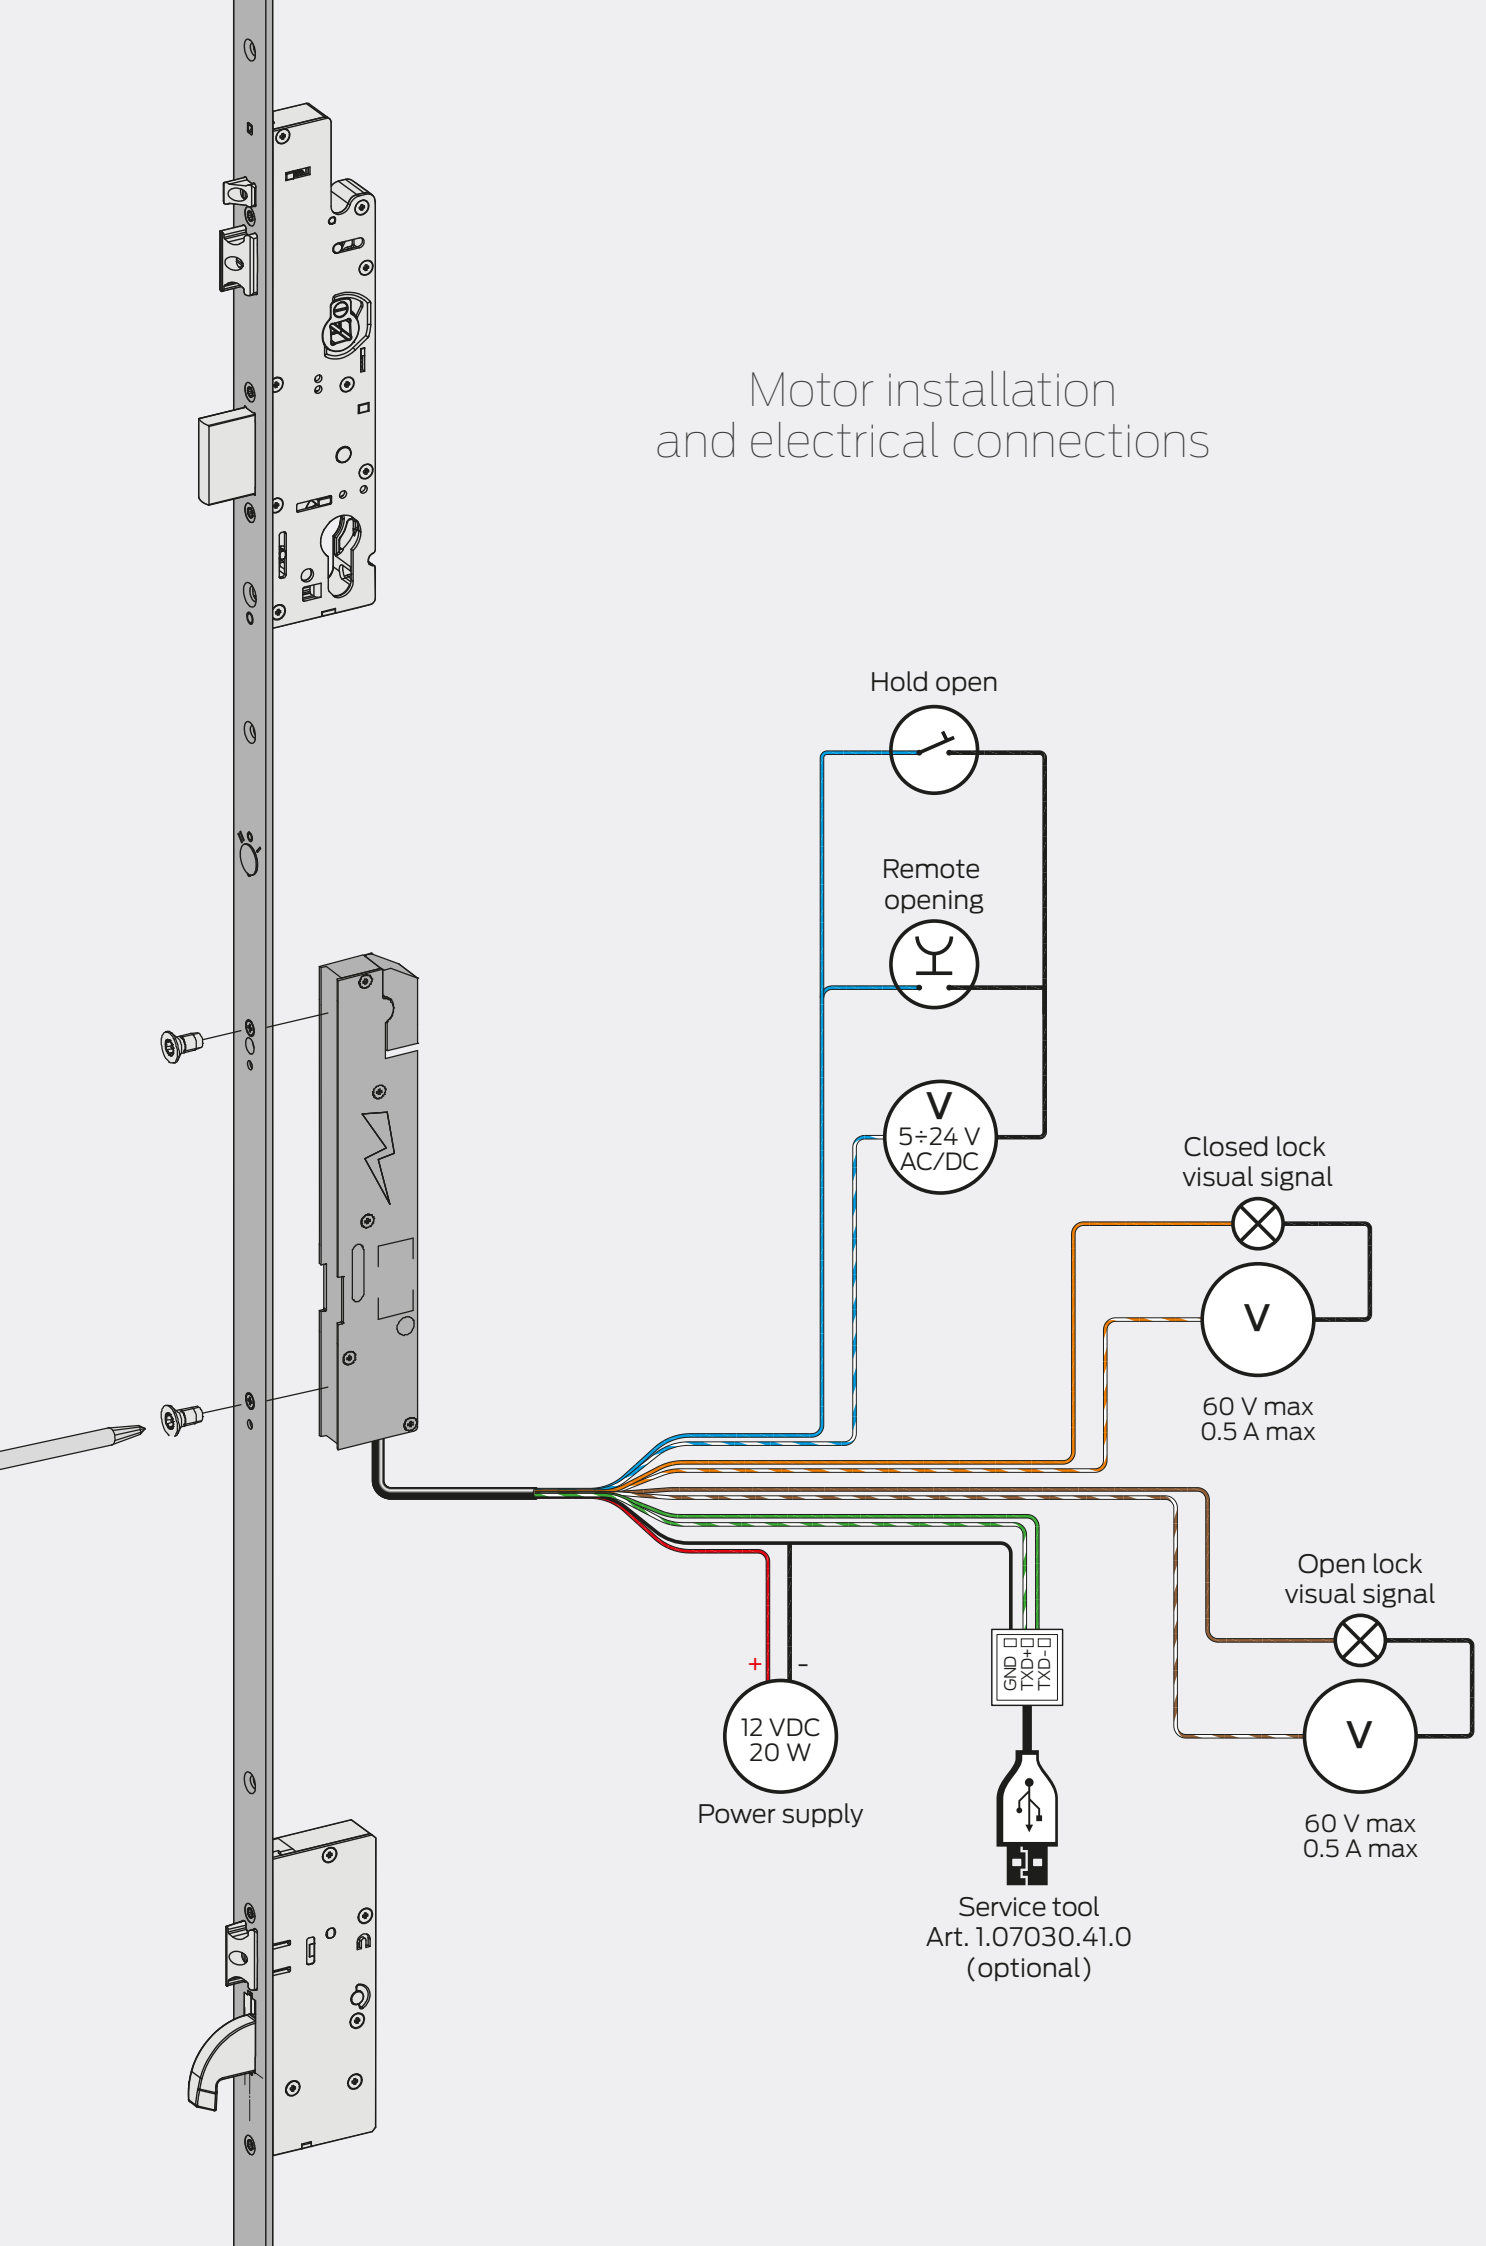 Motor installation
and electrical connections
Hold open
Remote
opening
V
5÷24 V
AC/DC
Closed lock
visual signal
V
60 V max
0.5 A max
Open lock
visual signal
V
60 V max
0.5 A max
+
-
12 VDC
20 W
Power supply
GND
TXD+
TXD-
Service tool
Art. 1.07030.41.0
(optional)